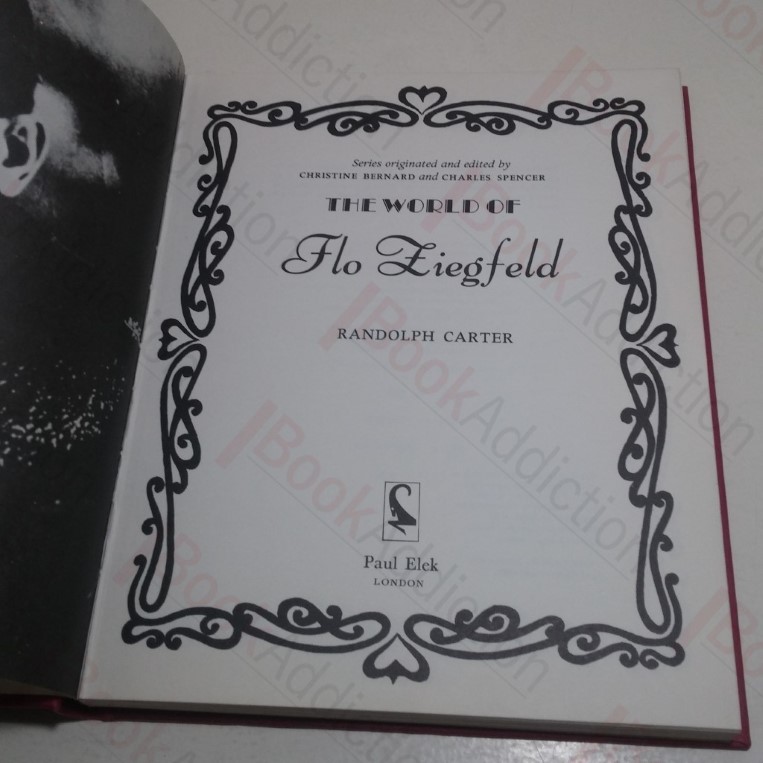 Series originated and edited by
CHRISTINE BERNARD and CHARLES SPENCER
THE WORLD OF
Flo Ziegfeld
RANDOLPH CARTER
Paul Elek
LONDON
BookAddiction